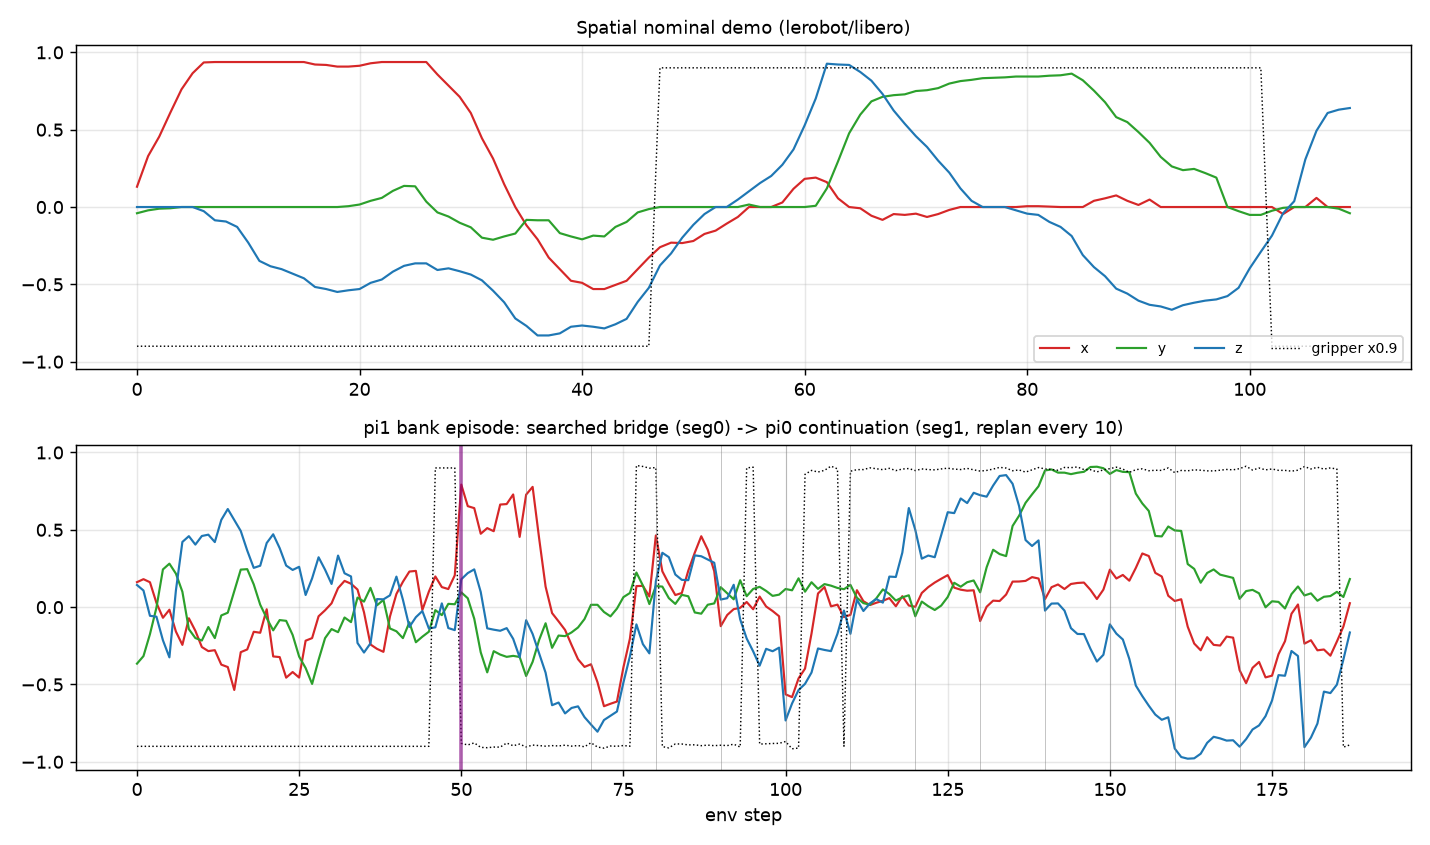 Spatial nominal demo (lerobot/libero)
1.0
0.5
0.0
−0.5
−1.0
x y z gripper x0.9
0 20 40 60 80 100
pi1 bank episode: searched bridge (seg0) -> pi0 continuation (seg1, replan every 10)
1.0
0.5
0.0
−0.5
−1.0
0 25 50 75 100 125 150 175
env step